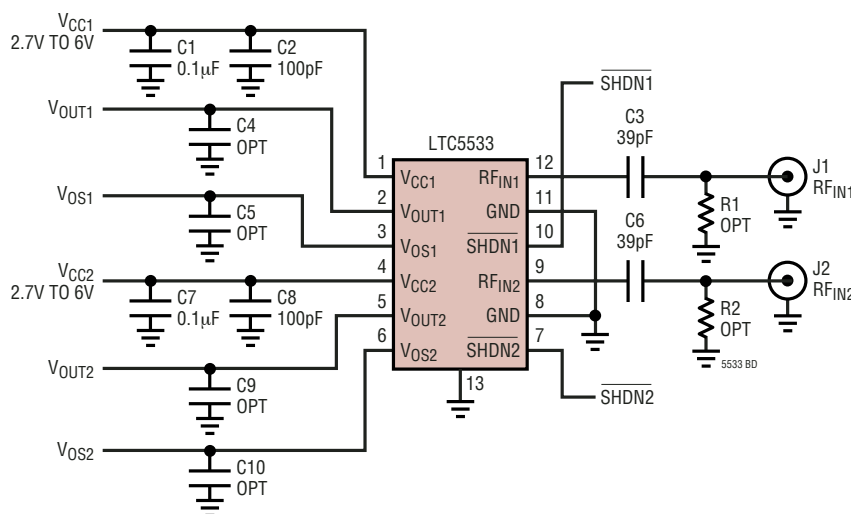 VCC1
2.7V TO 6V
C1
0.1µF
C2
100pF
VOUT1
C4
OPT
VOS1
C5
OPT
VCC2
2.7V TO 6V
C7
0.1µF
C8
100pF
VOUT2
C9
OPT
VOS2
C10
OPT
LTC5533
1
VCC1
2
VOUT1
3
VOS1
4
VCC2
5
VOUT2
6
VOS2
12
RFIN1
11
GND
10
SHDN1
9
RFIN2
8
GND
7
SHDN2
13
SHDN1
C3
39pF
J1
RFIN1
R1
OPT
C6
39pF
J2
RFIN2
R2
OPT
5533 BD
SHDN2